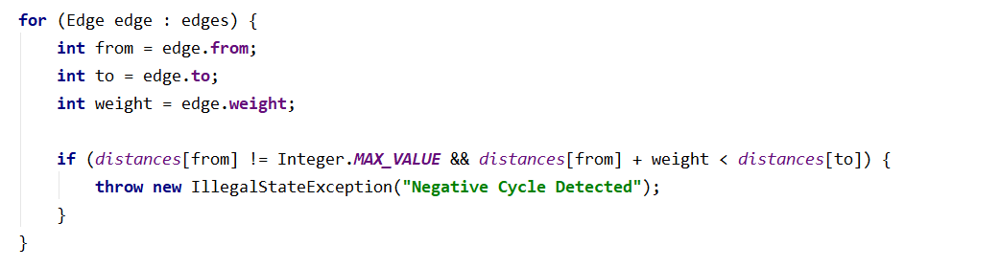 for (Edge edge : edges) {
    int from = edge.from;
    int to = edge.to;
    int weight = edge.weight;

    if (distances[from] != Integer.MAX_VALUE && distances[from] + weight < distances[to]) {
        throw new IllegalStateException("Negative Cycle Detected");
    }
}